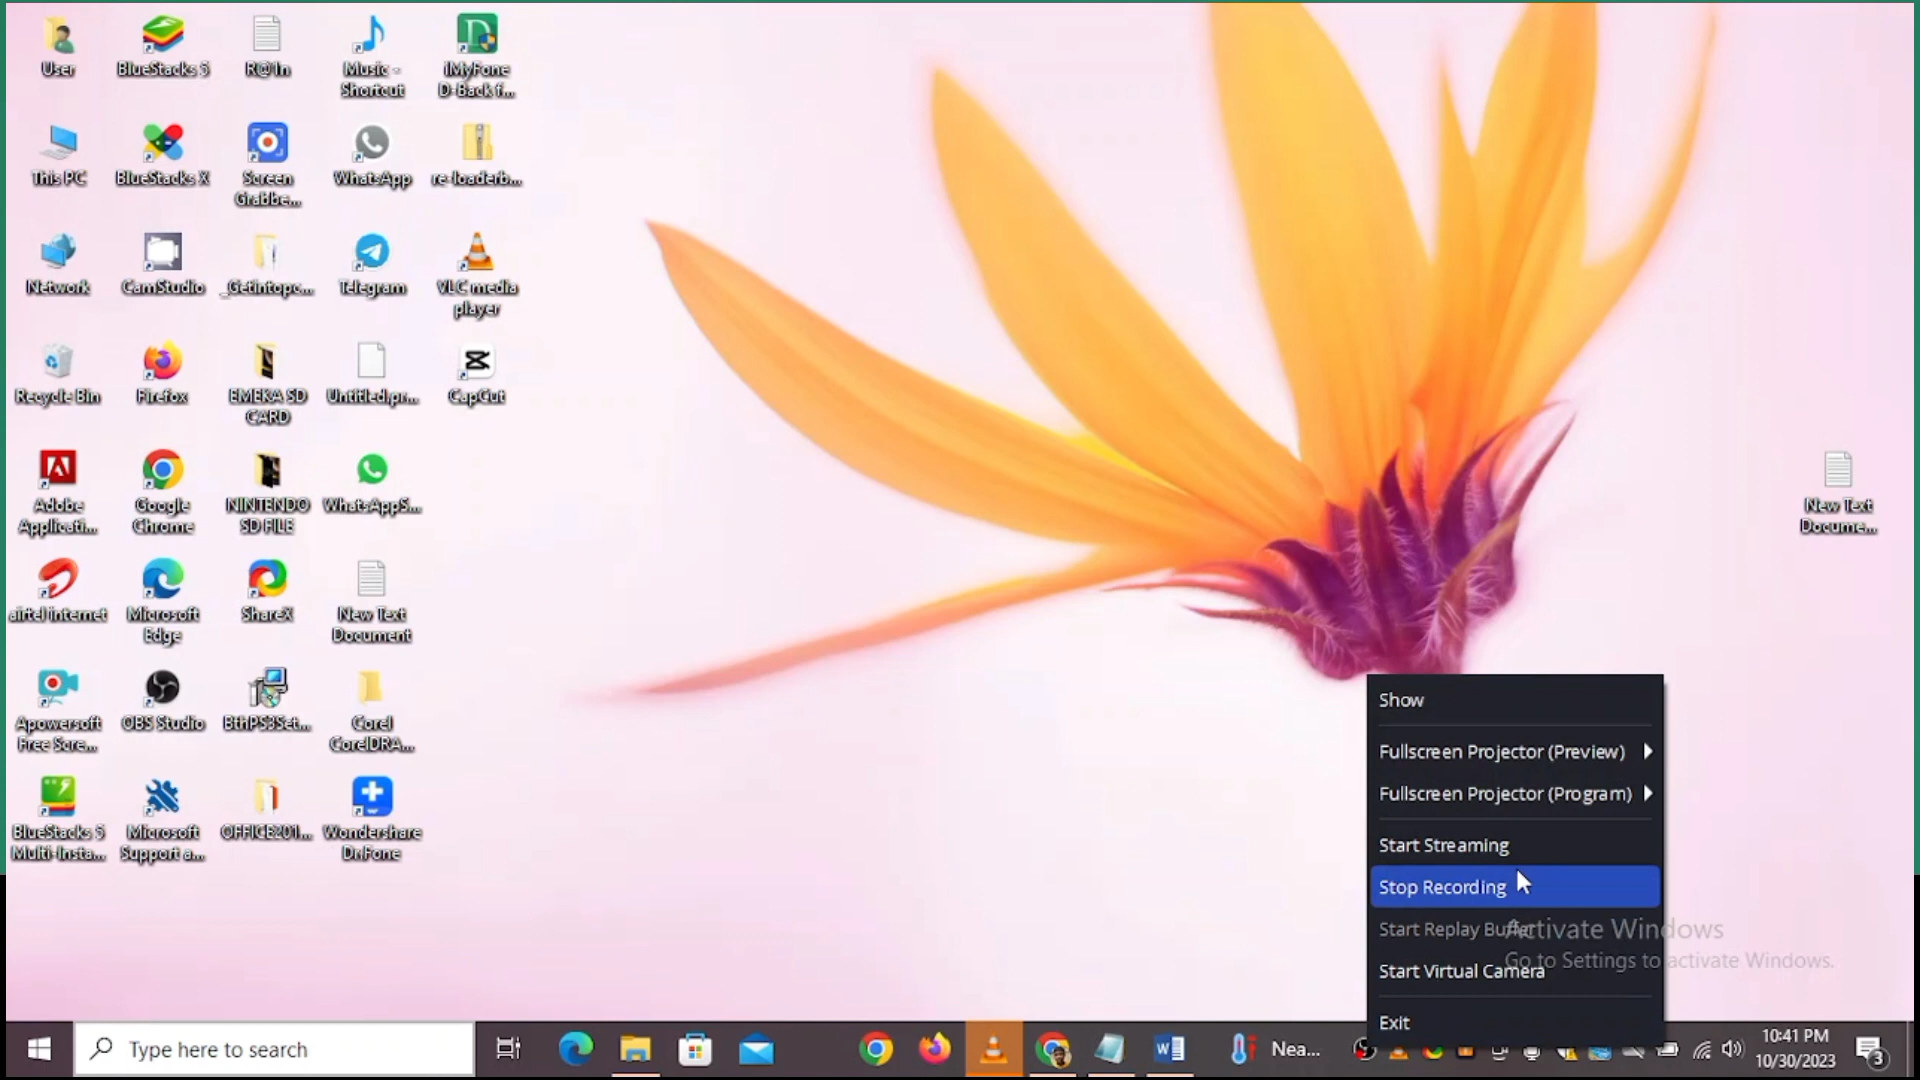 User
BlueStacks 5
R@1n
Music -
Shortcut
iMyFone
D-Back f...
This PC
BlueStacks X
Screen
Grabbe...
WhatsApp
re-loaderb...
Network
CamStudio
_Getintopc...
Telegram
VLC media
player
Recycle Bin
Firefox
EMEKA SD
CARD
Untitled.pr...
CapCut
Adobe
Applicati...
Google
Chrome
NINTENDO
SD FILE
WhatsAppS...
New Text
Docume...
airtel internet
Microsoft
Edge
ShareX
New Text
Document
Apowersoft
Free Scre...
OBS Studio
BthPS3Set...
Corel
CorelDRA...
BlueStacks 5
Multi-Insta...
Microsoft
Support a...
OFFICE201...
Wondershare
Dr.Fone
Show
Fullscreen Projector (Preview)
Fullscreen Projector (Program)
Start Streaming
Stop Recording
Start Replay Buffer
Start Virtual Camera
Exit
Activate Windows
Go to Settings to activate Windows.
Type here to search
Nea...
10:41 PM
10/30/2023
3